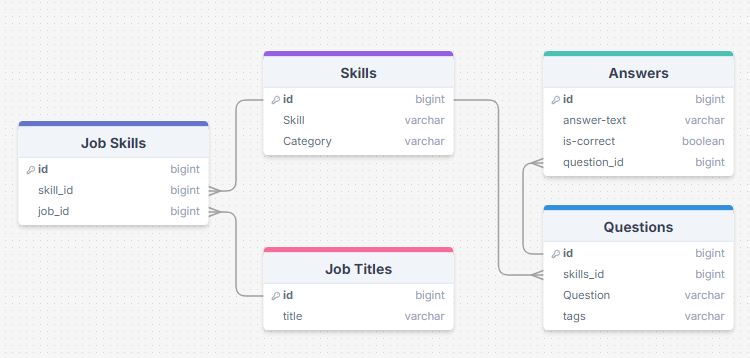 Job Skills
id bigint
skill_id bigint
job_id bigint
Skills
id bigint
Skill varchar
Category varchar
Job Titles
id bigint
title varchar
Answers
id bigint
answer-text varchar
is-correct boolean
question_id bigint
Questions
id bigint
skills_id bigint
Question varchar
tags varchar